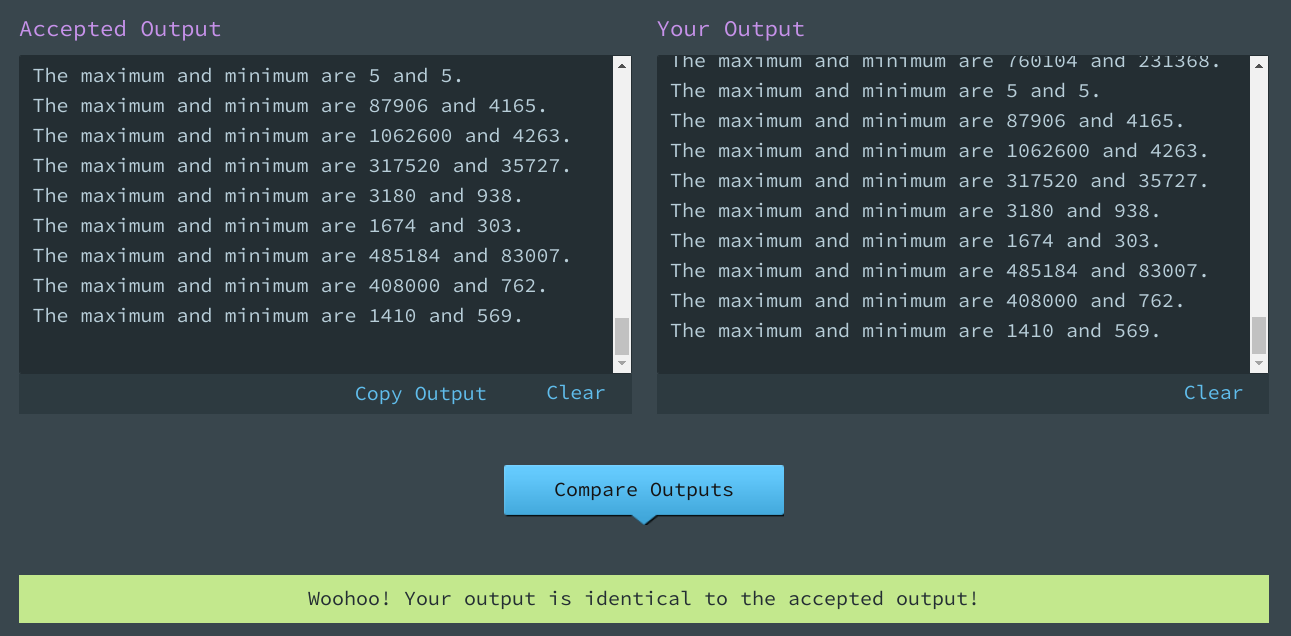 Accepted Output
The maximum and minimum are 5 and 5.
The maximum and minimum are 87906 and 4165.
The maximum and minimum are 1062600 and 4263.
The maximum and minimum are 317520 and 35727.
The maximum and minimum are 3180 and 938.
The maximum and minimum are 1674 and 303.
The maximum and minimum are 485184 and 83007.
The maximum and minimum are 408000 and 762.
The maximum and minimum are 1410 and 569.
Copy Output
Clear
Your Output
The maximum and minimum are 760104 and 231368.
The maximum and minimum are 5 and 5.
The maximum and minimum are 87906 and 4165.
The maximum and minimum are 1062600 and 4263.
The maximum and minimum are 317520 and 35727.
The maximum and minimum are 3180 and 938.
The maximum and minimum are 1674 and 303.
The maximum and minimum are 485184 and 83007.
The maximum and minimum are 408000 and 762.
The maximum and minimum are 1410 and 569.
Clear
Compare Outputs
Woohoo! Your output is identical to the accepted output!